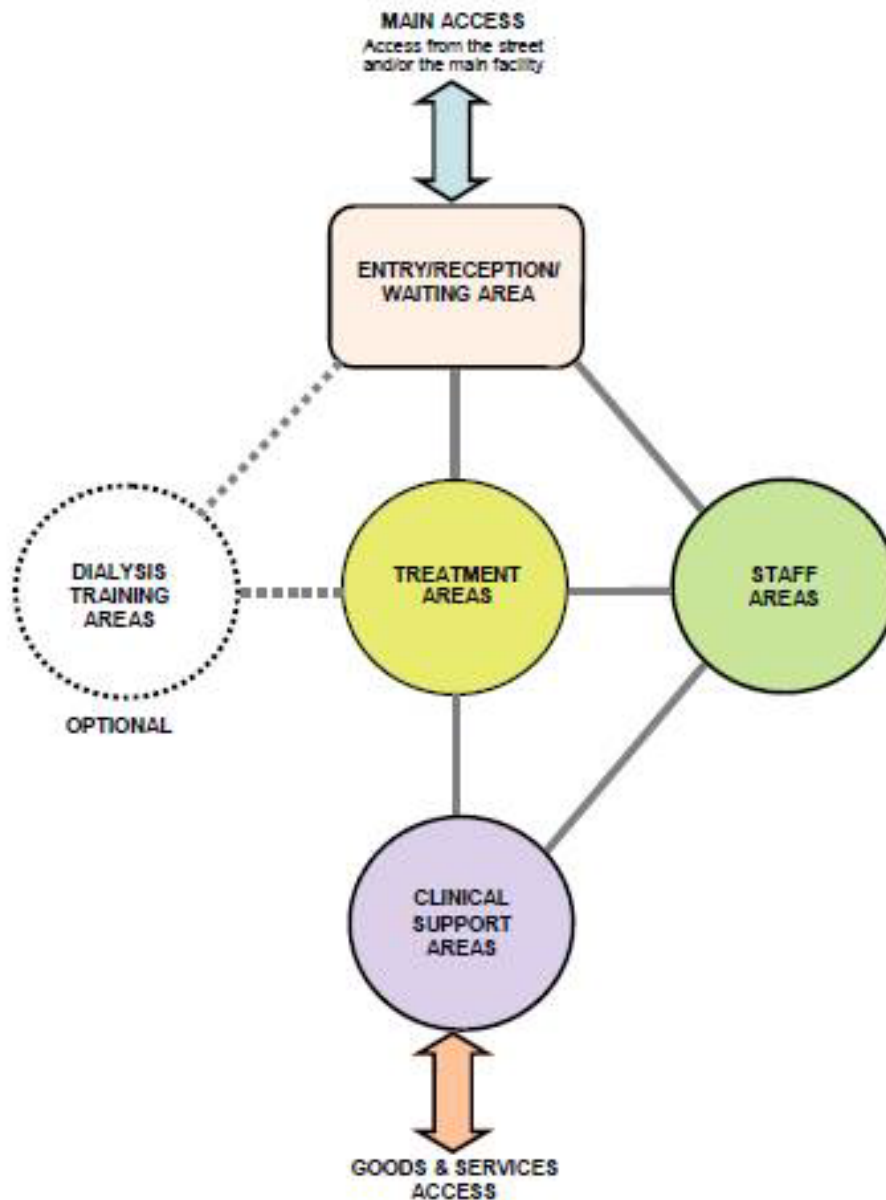 MAIN ACCESS
Access from the street
and/or the main facility
ENTRY/RECEPTION/
WAITING AREA
DIALYSIS
TRAINING
AREAS
OPTIONAL
TREATMENT
AREAS
STAFF
AREAS
CLINICAL
SUPPORT
AREAS
GOODS & SERVICES
ACCESS